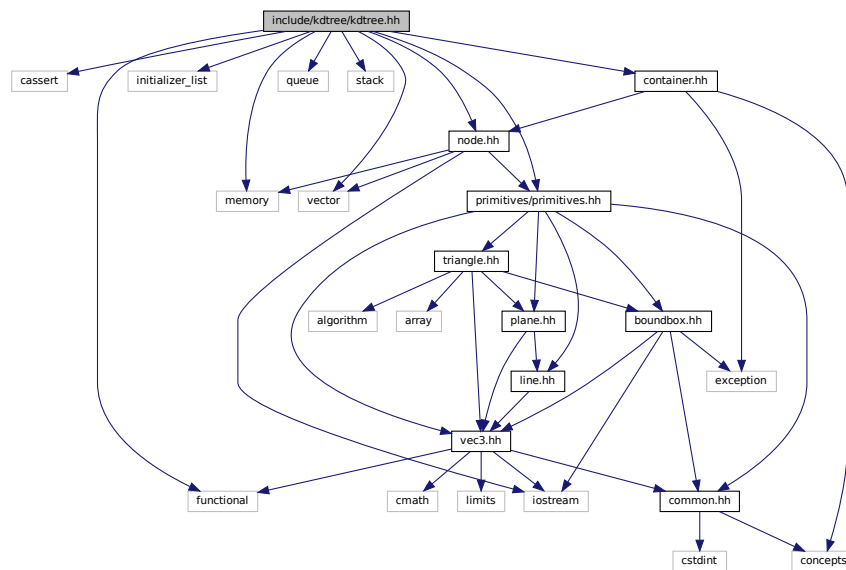 include/kdtree/kdtree.hh
cassert
initializer_list
queue
stack
container.hh
node.hh
memory
vector
primitives/primitives.hh
triangle.hh
algorithm
array
plane.hh
boundbox.hh
line.hh
exception
vec3.hh
functional
cmath
limits
iostream
common.hh
cstdint
concepts